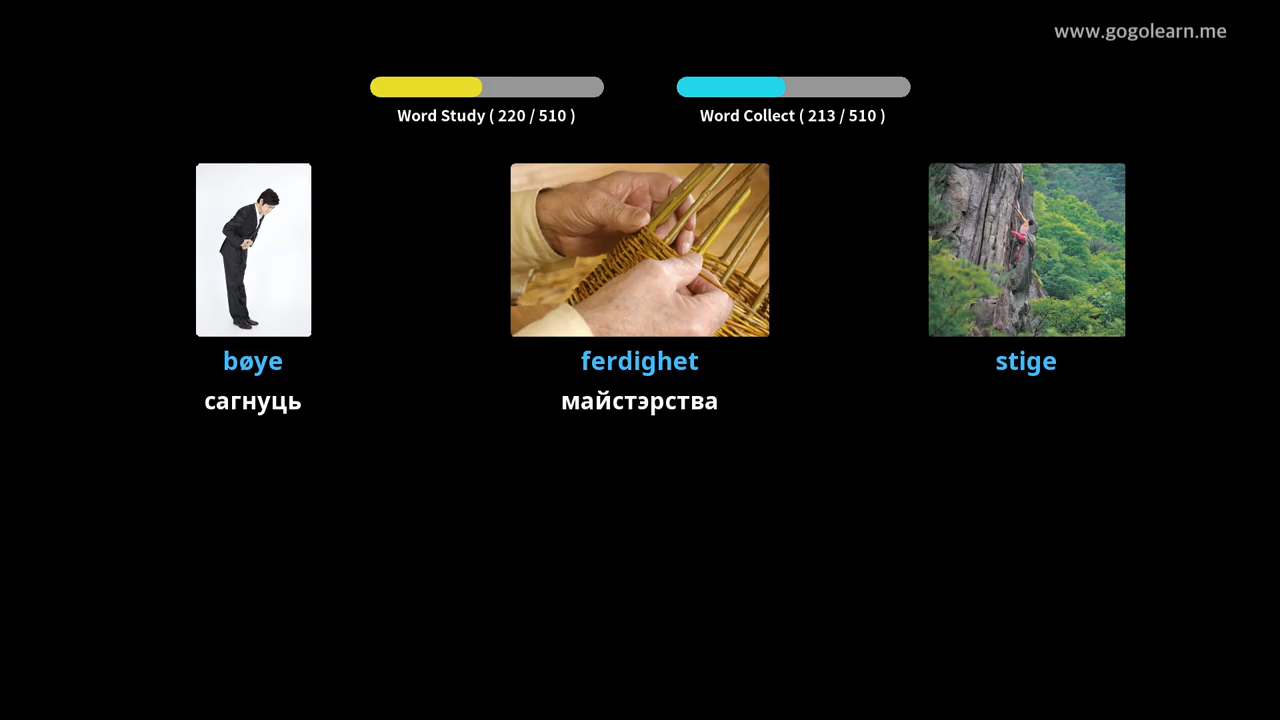 www.gogolearn.me
Word Study ( 220 / 510 )
Word Collect ( 213 / 510 )
bøye
ferdighet
stige
сагнуць
майстэрства